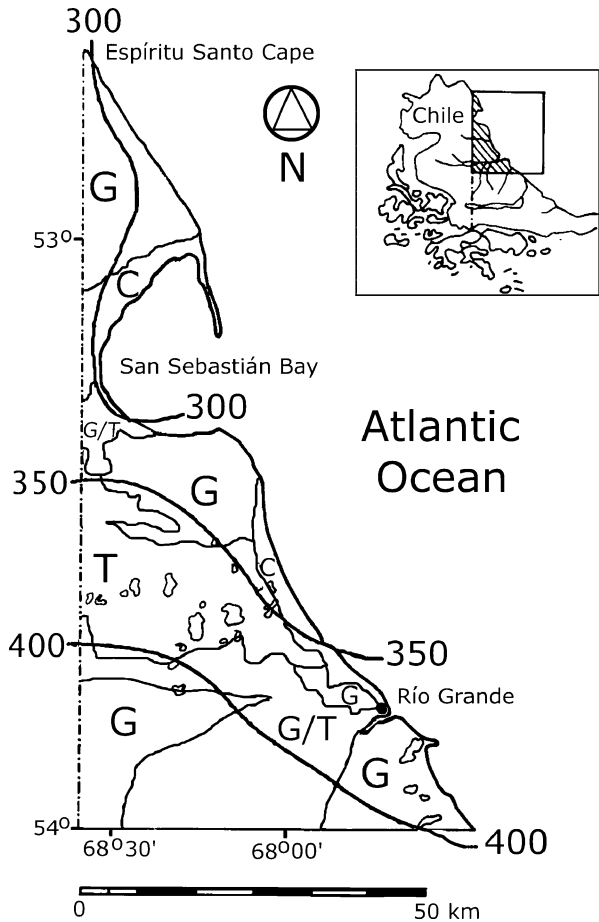 300
Espíritu Santo Cape
Chile
N
G
53º
C
San Sebastián Bay
300
G/T
Atlantic
Ocean
350
G
T
C
400
350
G
Río Grande
G
G/T
G
54º
400
68º30'
68º00'
0
50 km